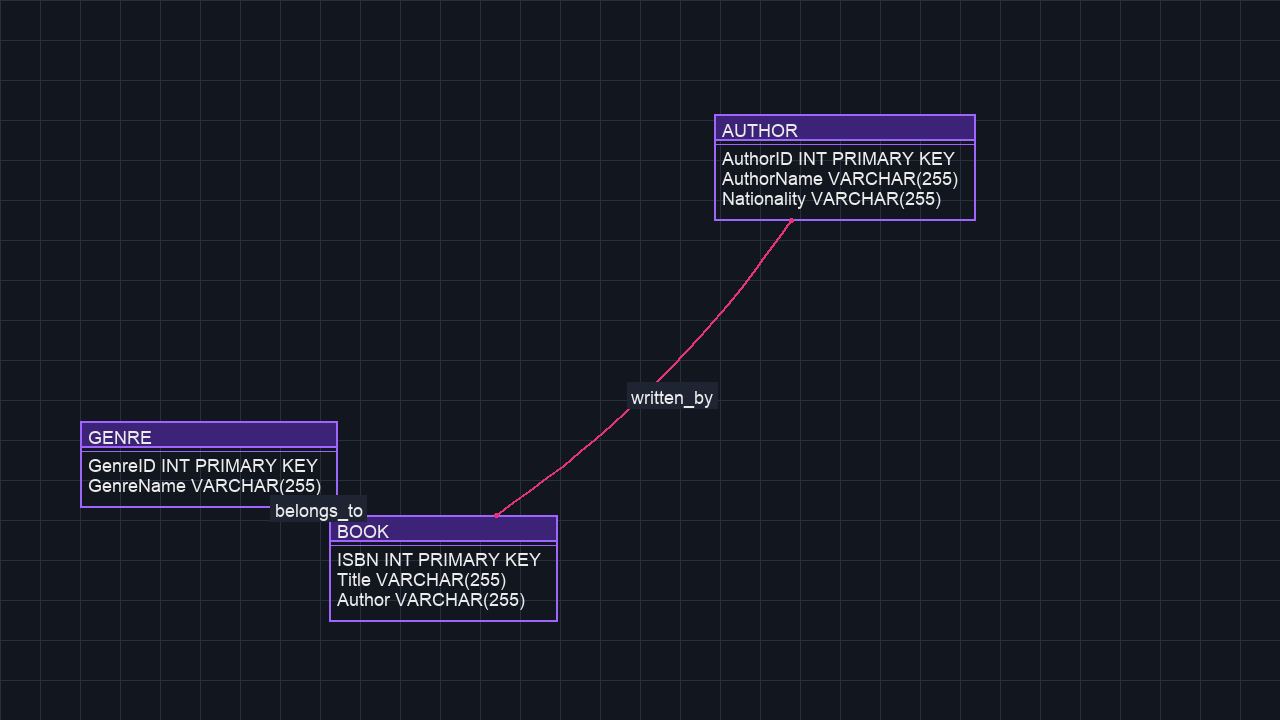 AUTHOR
AuthorID INT PRIMARY KEY
AuthorName VARCHAR(255)
Nationality VARCHAR(255)
written_by
GENRE
GenreID INT PRIMARY KEY
GenreName VARCHAR(255)
belongs_to
BOOK
ISBN INT PRIMARY KEY
Title VARCHAR(255)
Author VARCHAR(255)